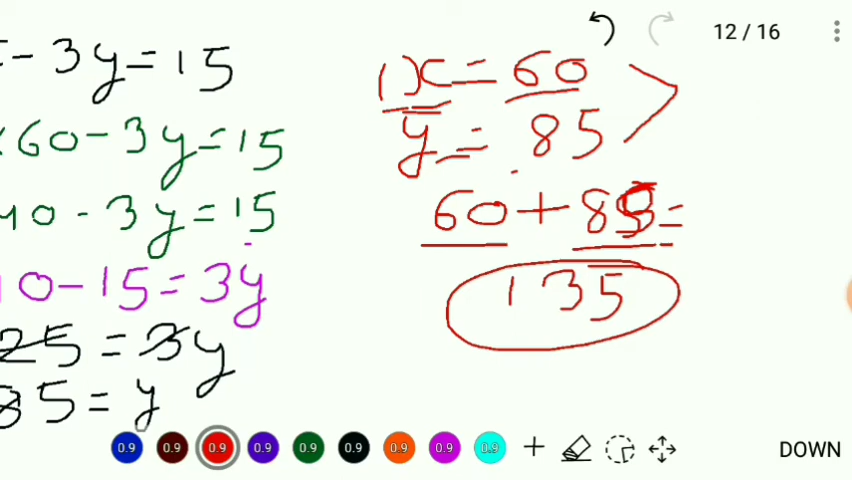 12 / 16
- 3y = 15
60 - 3y = 15
40 - 3y = 15
0 - 15 = 3y
25 = 3y
85 = y
1) x = 60
y = 85
60 + 85 =
135
0.9 0.9 0.9 0.9 0.9 0.9 0.9 0.9 0.9
DOWN